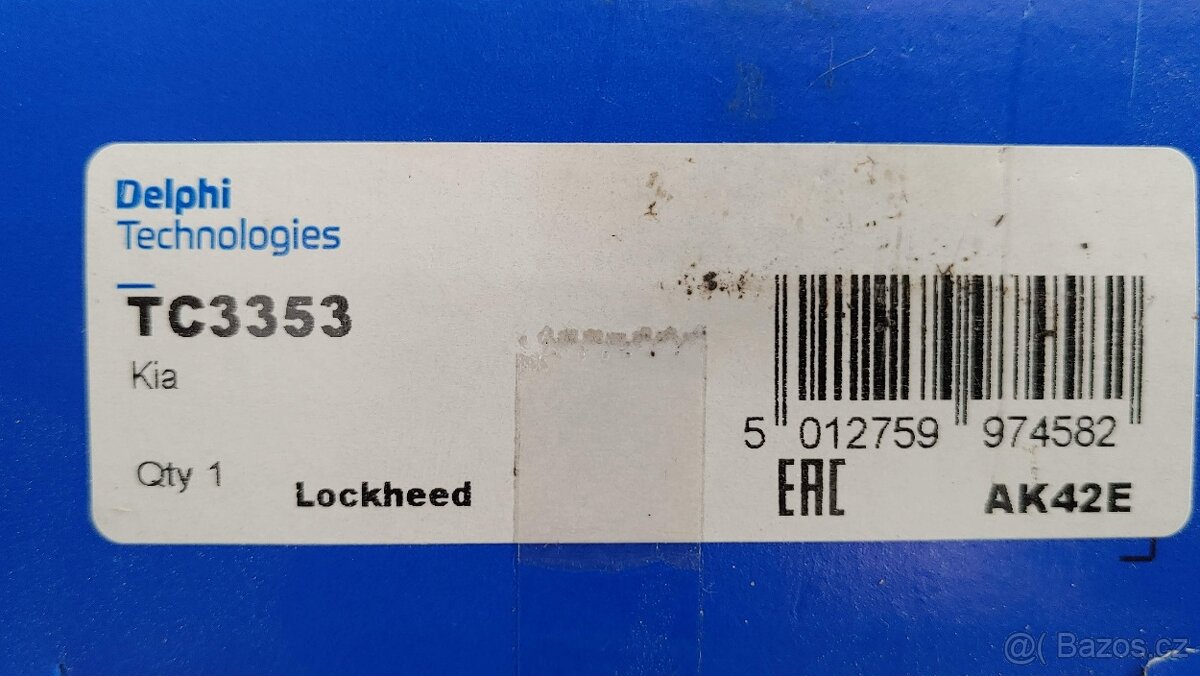 Delphi
Technologies
TC3353
Kia
Qty 1
Lockheed
5 012759 974582
EAC
AK42E
@( Bazos.cz